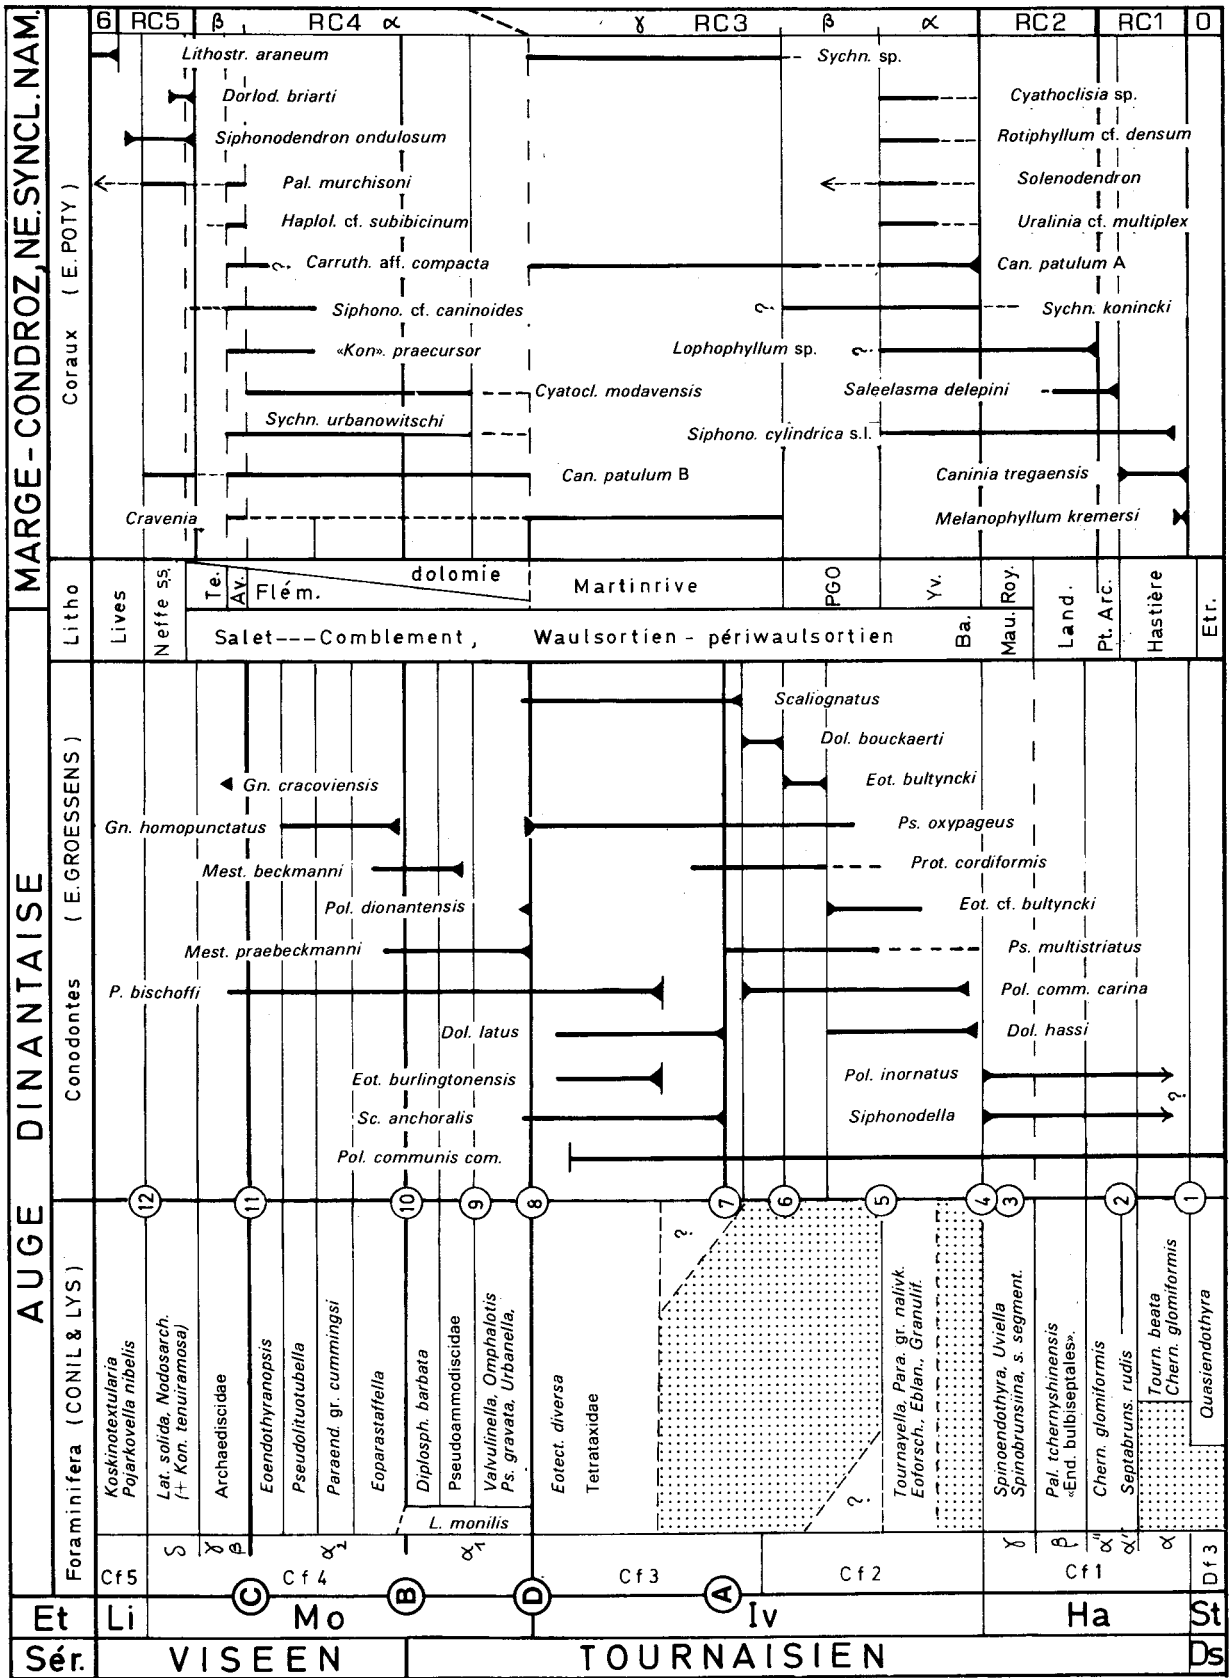 MARGE-CONDROZ, NE.SYNCL.NAM.
6 RC5 β RC4 α γ RC3 β α RC2 RC1 0
Coraux (E. POTY)
Lithostr. araneum
Sychn. sp.
Dorlod. briarti
Cyathoclisia sp.
Siphonodendron ondulosum
Rotiphyllum cf. densum
Pal. murchisoni
Solenodendron
Haplol. cf. subibicinum
Uralinia cf. multiplex
? Carruth. aff. compacta
Can. patulum A
Siphono. cf. caninoides
? Sychn. konincki
«Kon». praecursor
Lophophyllum sp. ?
Cyatocl. modavensis
Saleelasma delepini
Sychn. urbanowitschi
Siphono. cylindrica s.l.
Can. patulum B
Caninia tregaensis
Cravenia
Melanophyllum kremersi
Litho
Lives
Neffe s.s.
Te.
Av.
Flém.
dolomie
Martinrive
PGO
Yv.
Ba.
Mau. Roy.
Land.
Pt. Arc.
Hastière
Etr.
Salet---Comblement, Waulsortien - périwaulsortien
AUGE DINANTAISE
Conodontes (E. GROESSENS)
Scaliognatus
Dol. bouckaerti
Gn. cracoviensis
Eot. bultyncki
Gn. homopunctatus
Ps. oxypageus
Mest. beckmanni
Prot. cordiformis
Pol. dionantensis
Eot. cf. bultyncki
Mest. praebeckmanni
Ps. multistriatus
P. bischoffi
Pol. comm. carina
Dol. latus
Dol. hassi
Eot. burlingtonensis
Pol. inornatus
?
Sc. anchoralis
Siphonodella
Pol. communis com.
12 11 10 9 8 7 6 5 4 3 2 1
Foraminifera (CONIL & LYS)
Koskinotextularia
Pojarkovella nibelis
Lat. solida, Nodosarch.
(+ Kon. tenuiramosa)
Archaediscidae
Eoendothyranopsis
Pseudolituotubella
Paraend. gr. cummingsi
Eoparastaffella
Diplosph. barbata
Pseudoammodiscidae
Valvulinella, Omphalotis
Ps. gravata, Urbanella,
L. monilis
Eotect. diversa
Tetrataxidae
?
?
Tournayella, Para. gr. nalivk.
Eoforsch., Eblan., Granulif.
Spinoendothyra, Uviella
Spinobrunsiina, s. segment.
Pal. tchernyshinensis
«End. bulbiseptales».
Chern. glomiformis
Septabruns. rudis
Tourn. beata
Chern. glomiformis
Quasiendothyra
δ γ β α2 α1 γ β α''' α'' α
Cf5 Cf4 Cf3 Cf2 Cf1 Df3
C B D A
Et Li Mo Iv Ha St
Sér. VISEEN TOURNAISIEN Ds